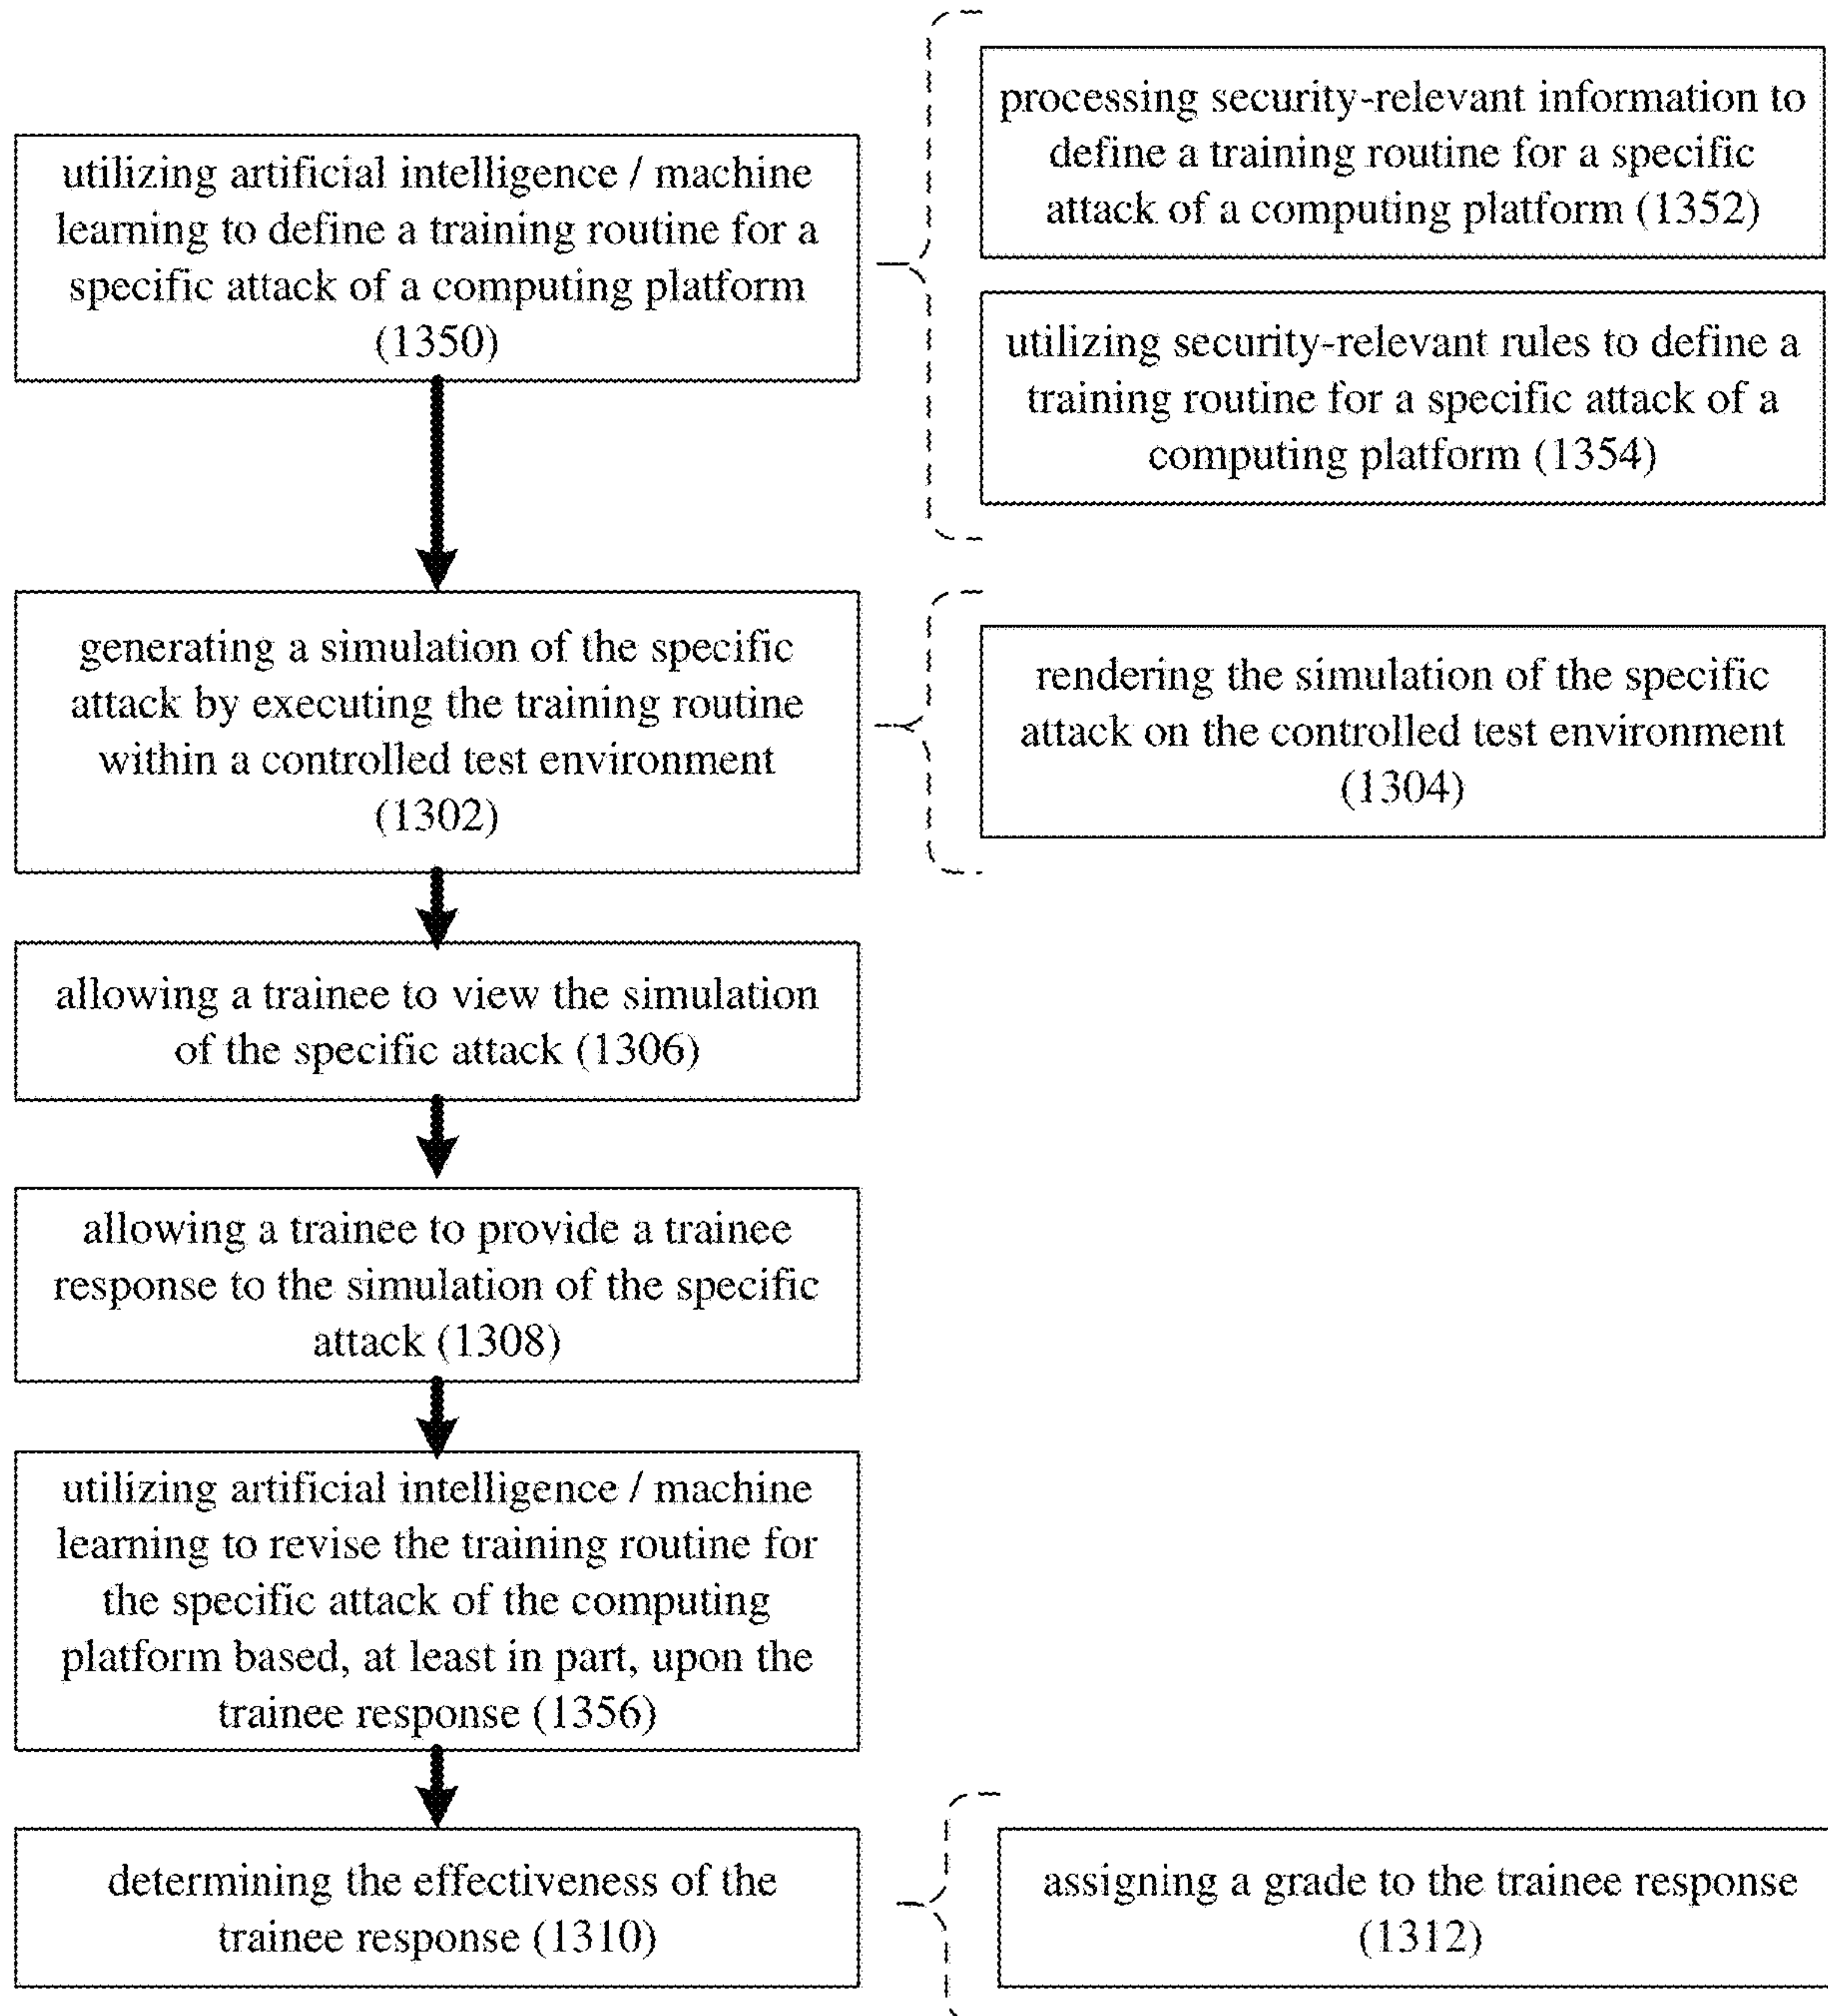 utilizing artificial intelligence / machine
learning to define a training routine for a
specific attack of a computing platform
(1350)
processing security-relevant information to
define a training routine for a specific
attack of a computing platform (1352)
utilizing security-relevant rules to define a
training routine for a specific attack of a
computing platform (1354)
generating a simulation of the specific
attack by executing the training routine
within a controlled test environment
(1302)
rendering the simulation of the specific
attack on the controlled test environment
(1304)
allowing a trainee to view the simulation
of the specific attack (1306)
allowing a trainee to provide a trainee
response to the simulation of the specific
attack (1308)
utilizing artificial intelligence / machine
learning to revise the training routine for
the specific attack of the computing
platform based, at least in part, upon the
trainee response (1356)
determining the effectiveness of the
trainee response (1310)
assigning a grade to the trainee response
(1312)